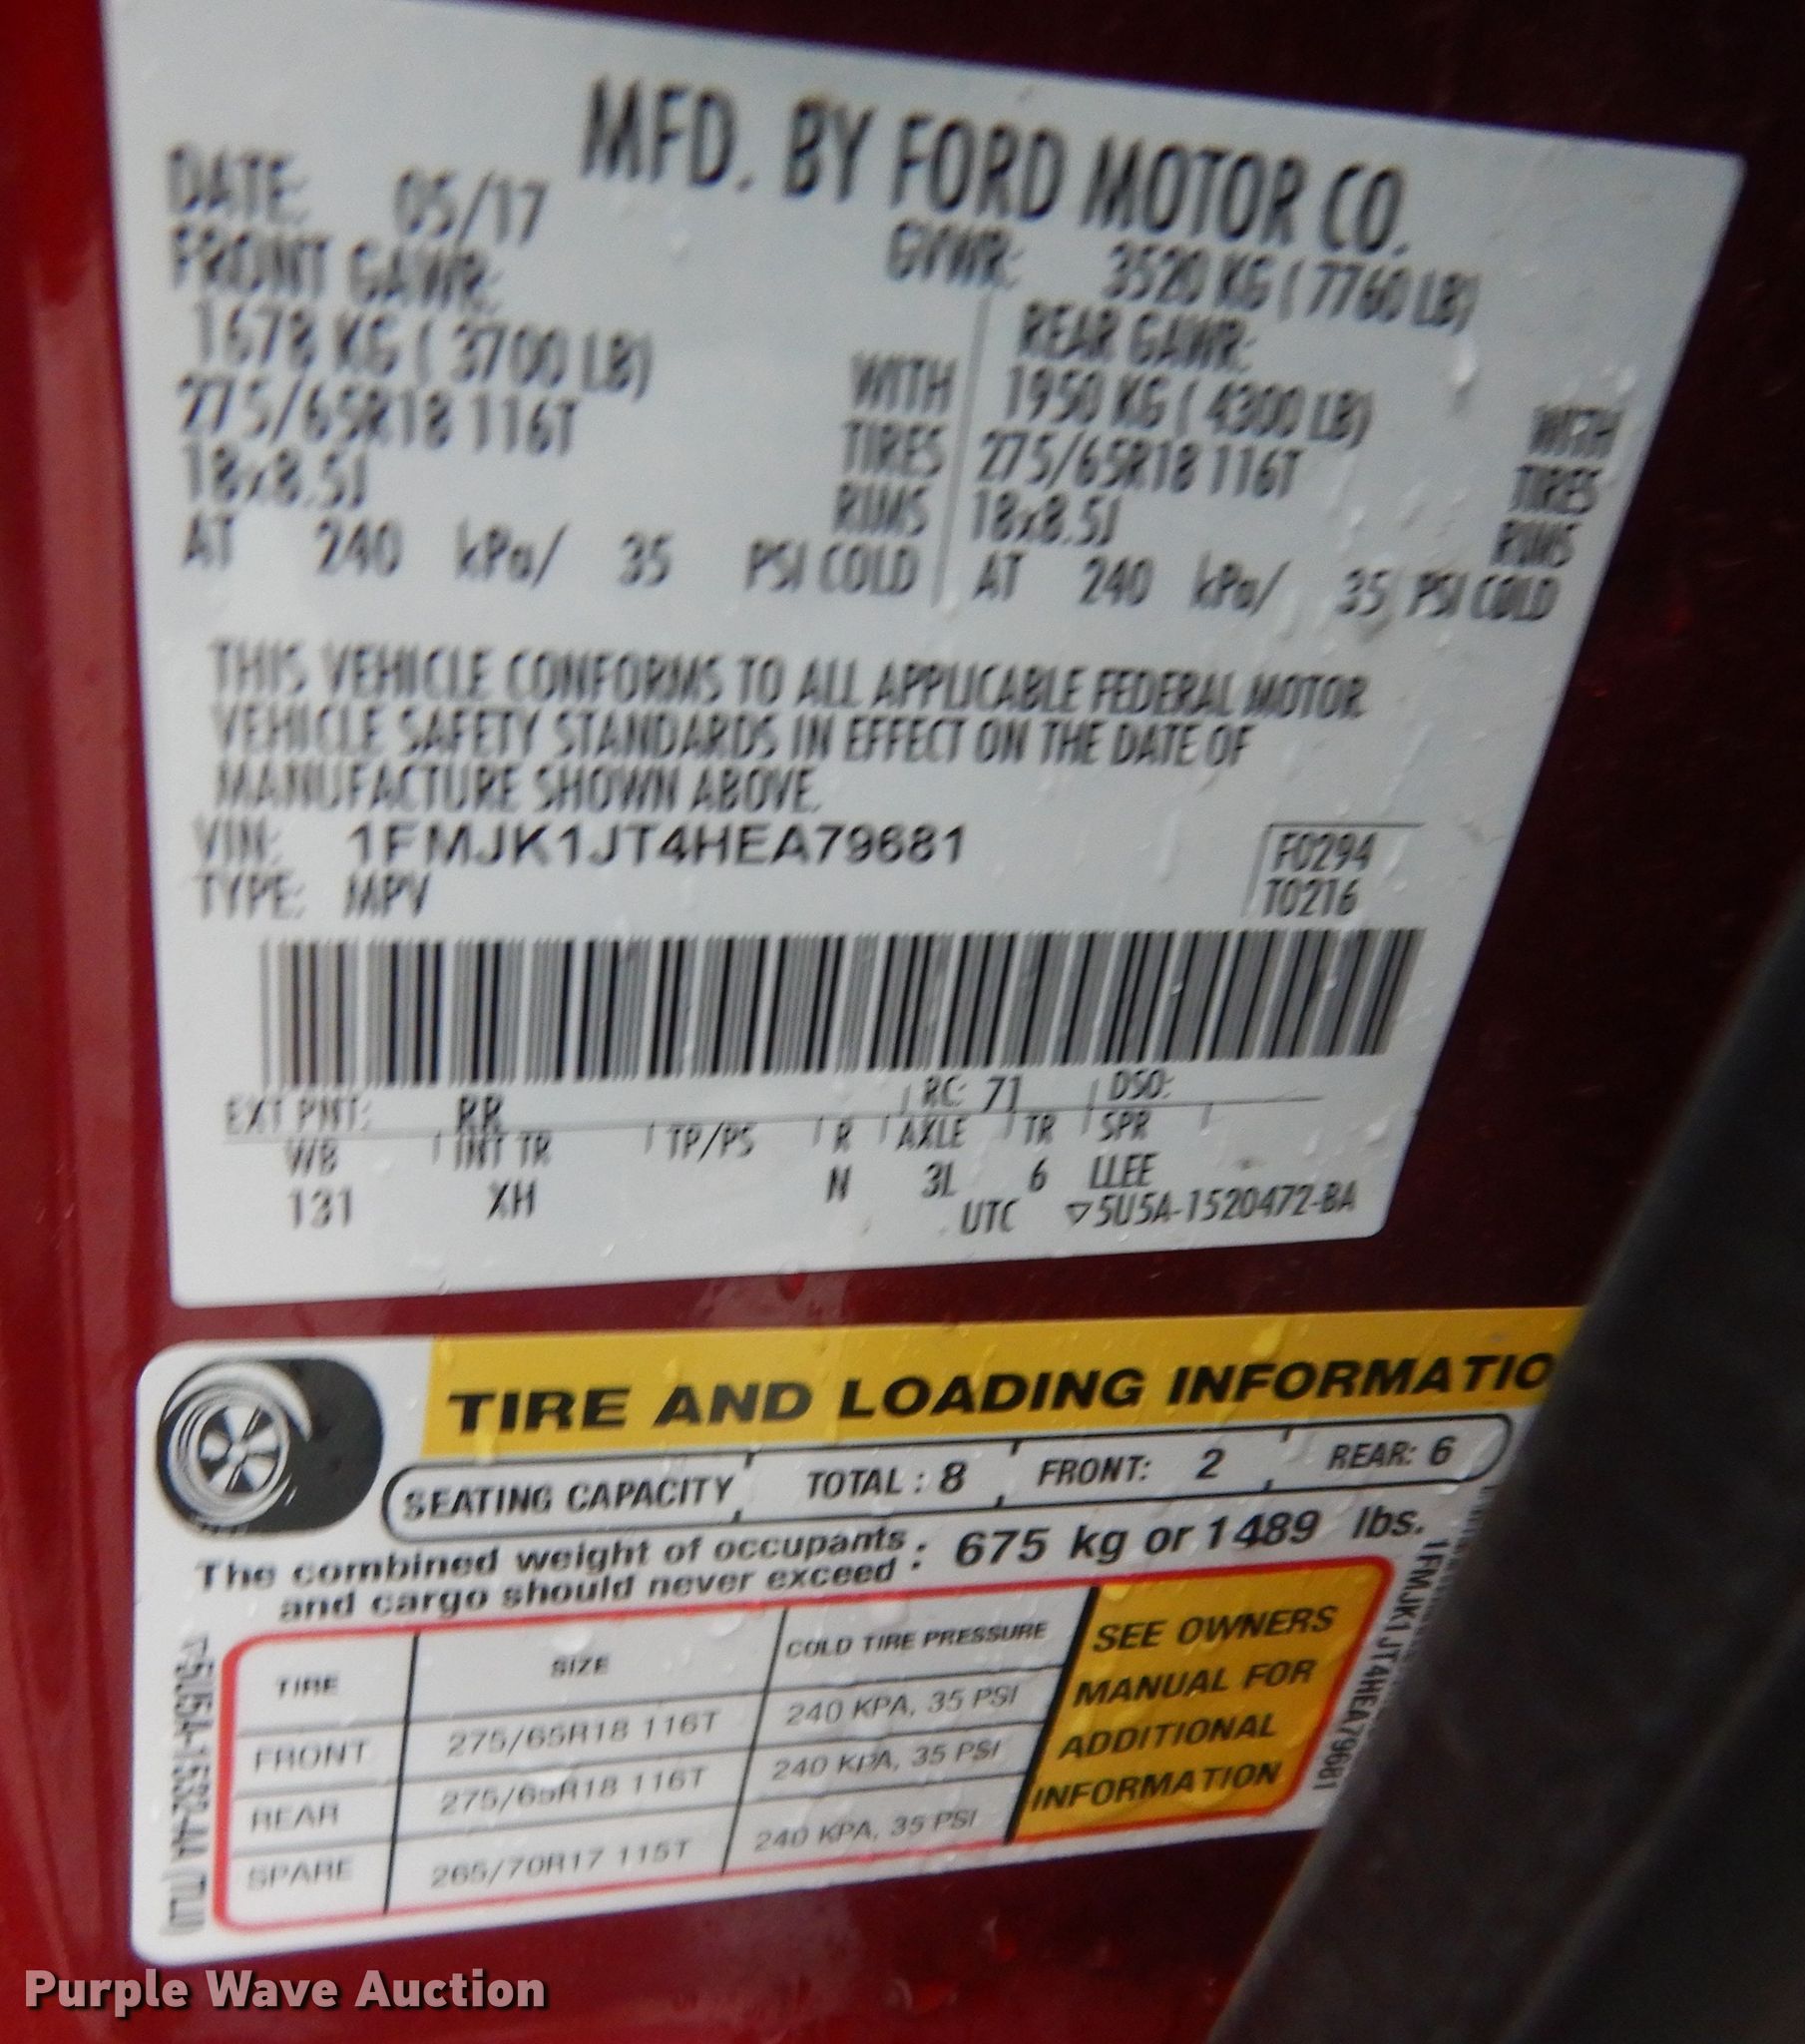 MFD. BY FORD MOTOR CO.
DATE: 05/17 GVWR: 3520 KG ( 7760 LB)
FRONT GAWR: REAR GAWR:
1678 KG ( 3700 LB) WITH 1950 KG ( 4300 LB) WITH
275/65R18 116T TIRES 275/65R18 116T TIRES
18x8.5J RIMS 18x8.5J RIMS
AT 240 kPa/ 35 PSI COLD AT 240 kPa/ 35 PSI COLD
THIS VEHICLE CONFORMS TO ALL APPLICABLE FEDERAL MOTOR
VEHICLE SAFETY STANDARDS IN EFFECT ON THE DATE OF
MANUFACTURE SHOWN ABOVE.
VIN: 1FMJK1JT4HEA79681 F0294
TYPE: MPV T0216
EXT PNT: RR RC: 71 DSO:
WB INT TR TP/PS R AXLE TR SPR
131 XH N 3L 6 LLEE
UTC ▽5U5A-1520472-BA
TIRE AND LOADING INFORMATIO
SEATING CAPACITY TOTAL : 8 FRONT: 2 REAR: 6
The combined weight of occupants
and cargo should never exceed : 675 kg or 1489 lbs.
TIRE SIZE COLD TIRE PRESSURE
FRONT 275/65R18 116T 240 KPA, 35 PSI
REAR 275/65R18 116T 240 KPA, 35 PSI
SPARE 265/70R17 115T 240 KPA, 35 PSI
SEE OWNERS
MANUAL FOR
ADDITIONAL
INFORMATION
1FMJK1JT4HEA79681
Purple Wave Auction